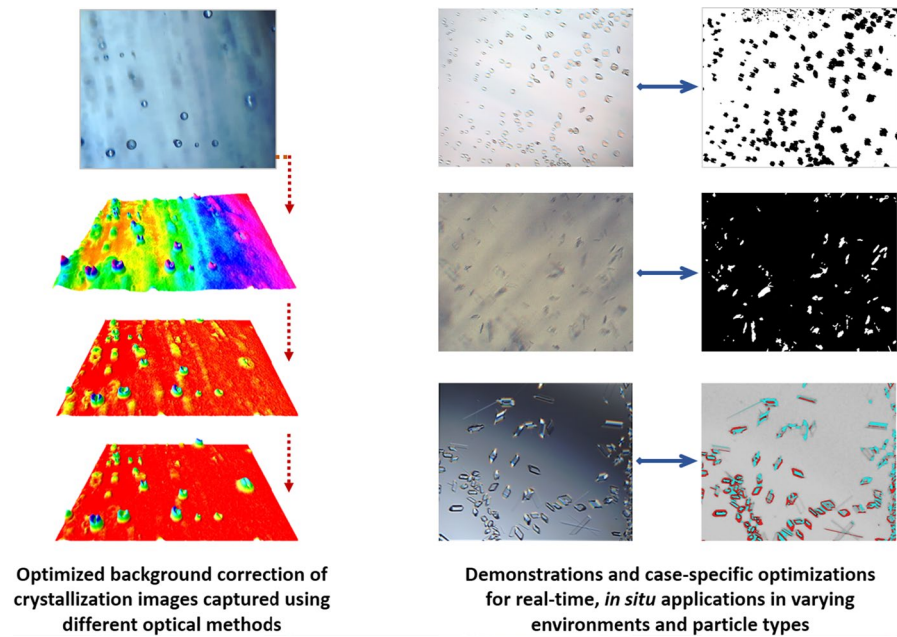 Optimized background correction of
crystallization images captured using
different optical methods
Demonstrations and case-specific optimizations
for real-time, in situ applications in varying
environments and particle types